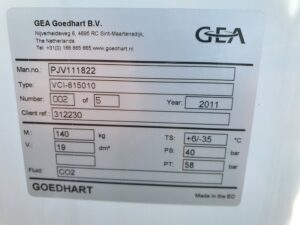 GEA Goedhart B.V.
Nijverheidsweg 6, 4695 RC Sint-Maartensdijk,
The Netherlands
Tel +31(0) 166 665 665 www.goedhart.nl
GEA
Man.no.: PJV111822
Type: VCI-815010
Number: 002 of 5 Year: 2011
Client ref.: 312230
M.: 140 kg TS: +6/-35 °C
V.: 19 dm³ PS: 40 bar
PT: 58 bar
Fluid: CO2
GOEDHART
Made in the EC